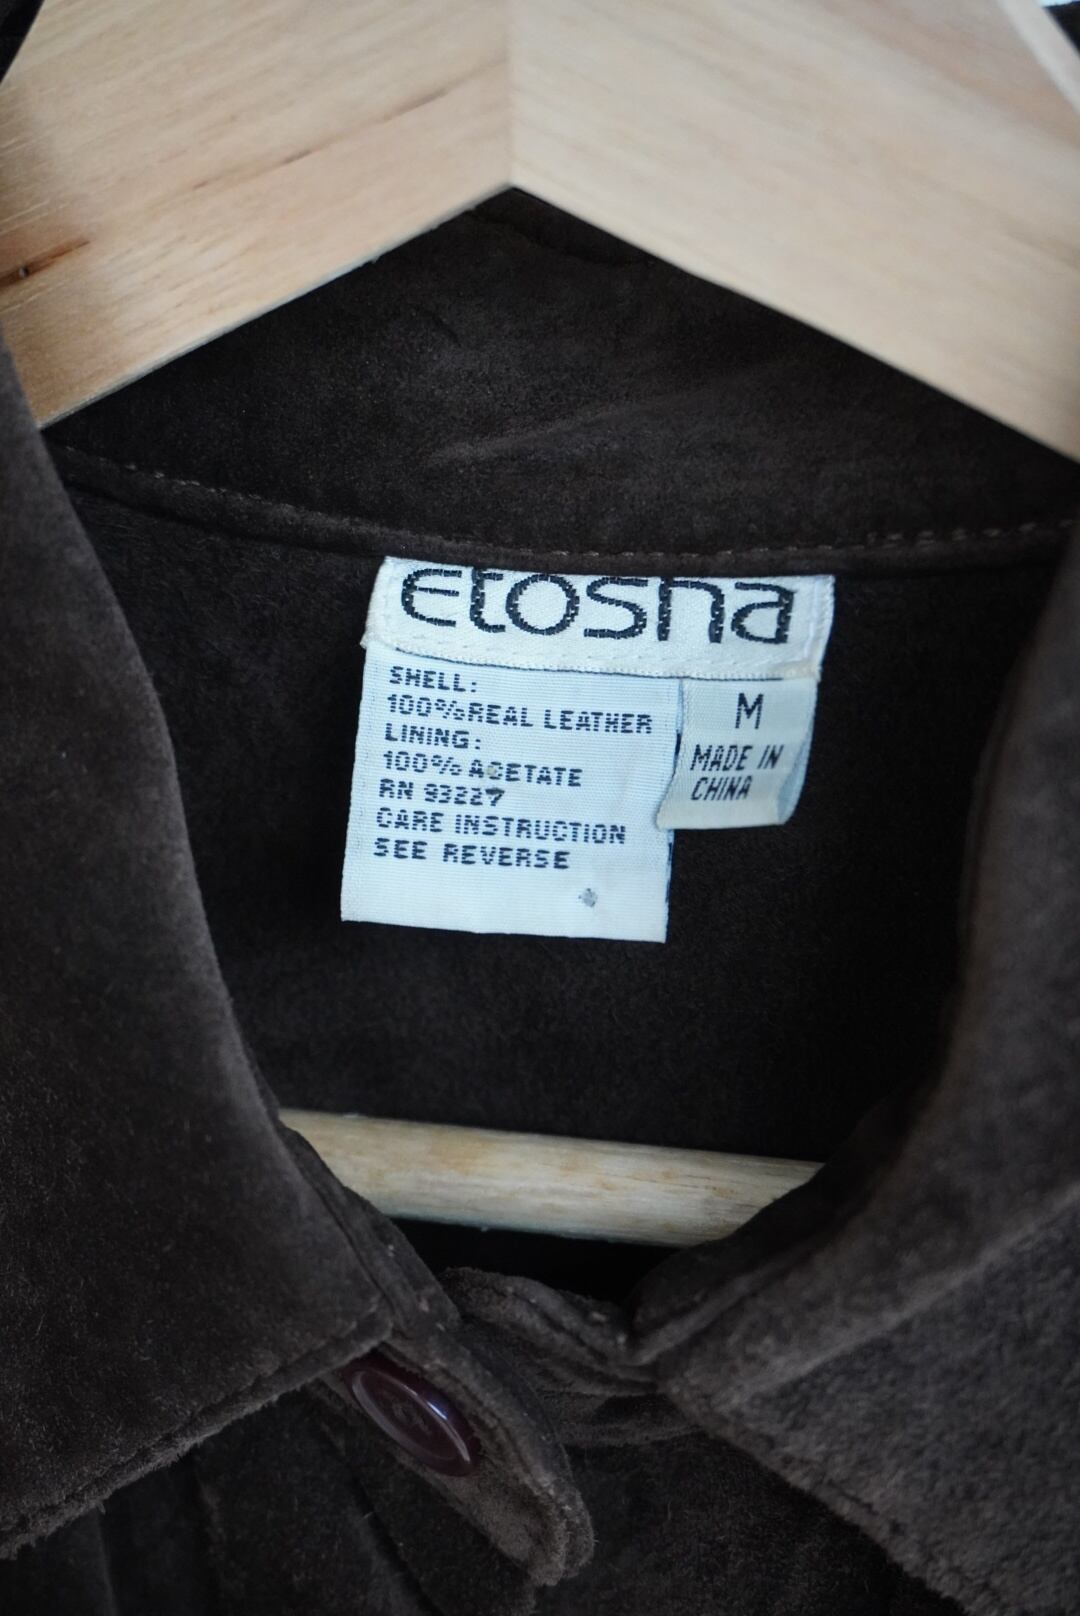 etosha
SHELL:
100%REAL LEATHER
LINING:
100% ACETATE
RN 93227
CARE INSTRUCTION
SEE REVERSE
M
MADE IN
CHINA